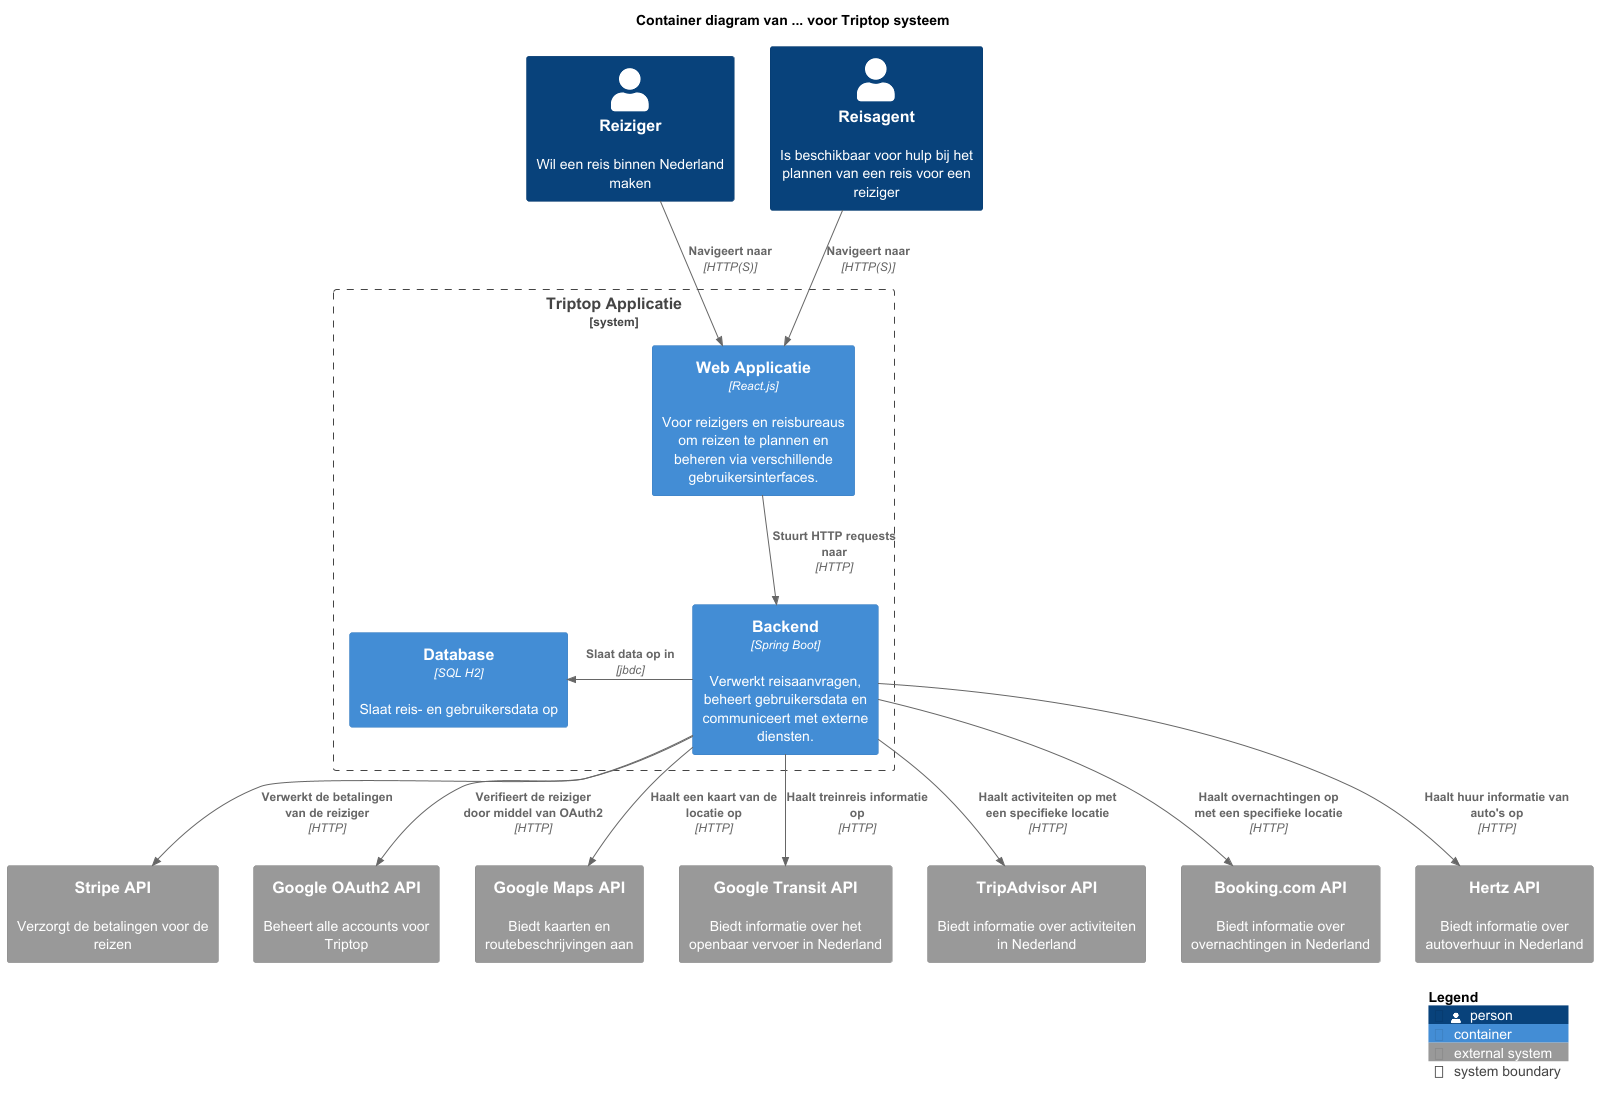 Container diagram van ... voor Triptop systeem
Reiziger
Wil een reis binnen Nederland
maken
Reisagent
Is beschikbaar voor hulp bij het
plannen van een reis voor een
reiziger
Navigeert naar
[HTTP(S)]
Navigeert naar
[HTTP(S)]
Triptop Applicatie
[system]
Web Applicatie
[React.js]
Voor reizigers en reisbureaus
om reizen te plannen en
beheren via verschillende
gebruikersinterfaces.
Stuurt HTTP requests
naar
[HTTP]
Database
[SQL H2]
Slaat reis- en gebruikersdata op
Slaat data op in
[jbdc]
Backend
[Spring Boot]
Verwerkt reisaanvragen,
beheert gebruikersdata en
communiceert met externe
diensten.
Verwerkt de betalingen
van de reiziger
[HTTP]
Verifieert de reiziger
door middel van OAuth2
[HTTP]
Haalt een kaart van de
locatie op
[HTTP]
Haalt treinreis informatie
op
[HTTP]
Haalt activiteiten op met
een specifieke locatie
[HTTP]
Haalt overnachtingen op
met een specifieke locatie
[HTTP]
Haalt huur informatie van
auto's op
[HTTP]
Stripe API
Verzorgt de betalingen voor de
reizen
Google OAuth2 API
Beheert alle accounts voor
Triptop
Google Maps API
Biedt kaarten en
routebeschrijvingen aan
Google Transit API
Biedt informatie over het
openbaar vervoer in Nederland
TripAdvisor API
Biedt informatie over activiteiten
in Nederland
Booking.com API
Biedt informatie over
overnachtingen in Nederland
Hertz API
Biedt informatie over
autoverhuur in Nederland
Legend
person
container
external system
system boundary